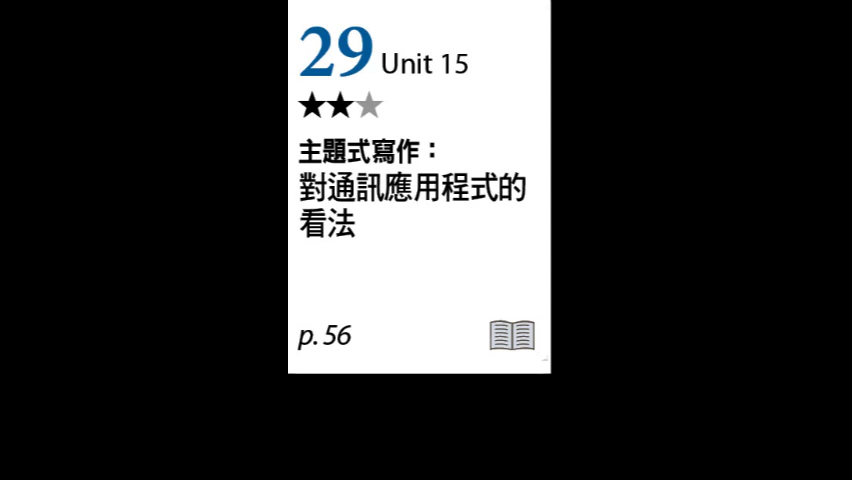 29 Unit 15
★★★
主題式寫作：
對通訊應用程式的
看法
p. 56